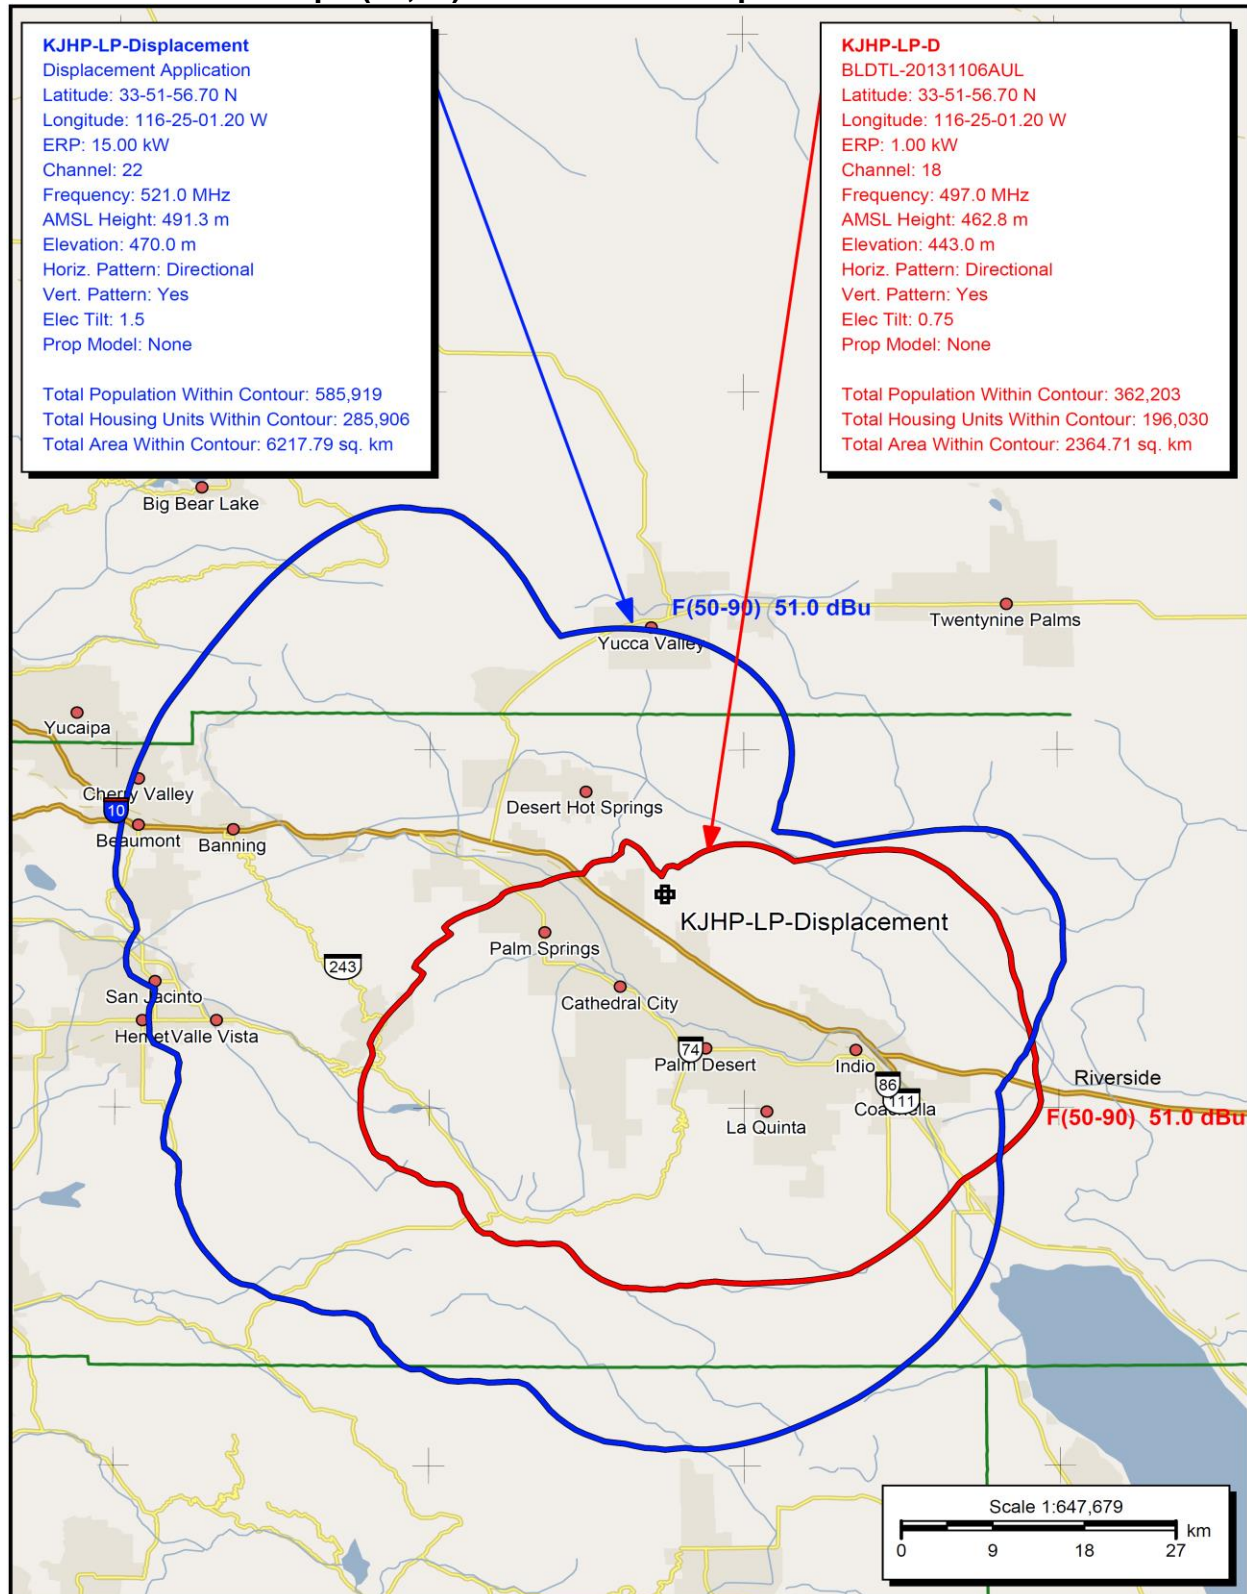 KJHP-LP-Displacement
Displacement Application
Latitude: 33-51-56.70 N
Longitude: 116-25-01.20 W
ERP: 15.00 kW
Channel: 22
Frequency: 521.0 MHz
AMSL Height: 491.3 m
Elevation: 470.0 m
Horiz. Pattern: Directional
Vert. Pattern: Yes
Elec Tilt: 1.5
Prop Model: None
Total Population Within Contour: 585,919
Total Housing Units Within Contour: 285,906
Total Area Within Contour: 6217.79 sq. km
KJHP-LP-D
BLDTL-20131106AUL
Latitude: 33-51-56.70 N
Longitude: 116-25-01.20 W
ERP: 1.00 kW
Channel: 18
Frequency: 497.0 MHz
AMSL Height: 462.8 m
Elevation: 443.0 m
Horiz. Pattern: Directional
Vert. Pattern: Yes
Elec Tilt: 0.75
Prop Model: None
Total Population Within Contour: 362,203
Total Housing Units Within Contour: 196,030
Total Area Within Contour: 2364.71 sq. km
Big Bear Lake
F(50-90) 51.0 dBu
Twentynine Palms
Yucca Valley
Yucaipa
Cherry Valley
Desert Hot Springs
10
Beaumont
Banning
KJHP-LP-Displacement
Palm Springs
243
San Jacinto
Cathedral City
Hemet
Valle Vista
74
Palm Desert
Indio
Riverside
86
111
Coachella
La Quinta
F(50-90) 51.0 dBu
Scale 1:647,679
km
0 9 18 27